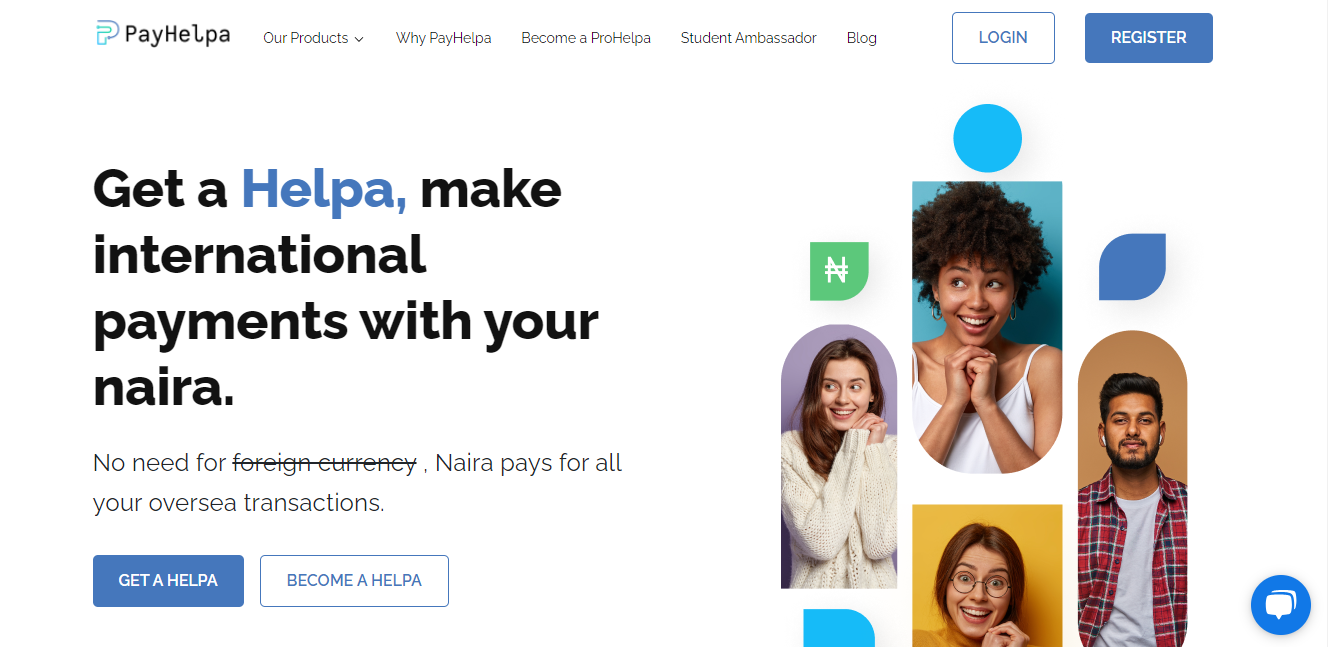 PayHelpa
Our Products
Why PayHelpa
Become a ProHelpa
Student Ambassador
Blog
LOGIN
REGISTER
Get a Helpa, make
international
payments with your
naira.
No need for foreign currency , Naira pays for all
your oversea transactions.
GET A HELPA
BECOME A HELPA
₦